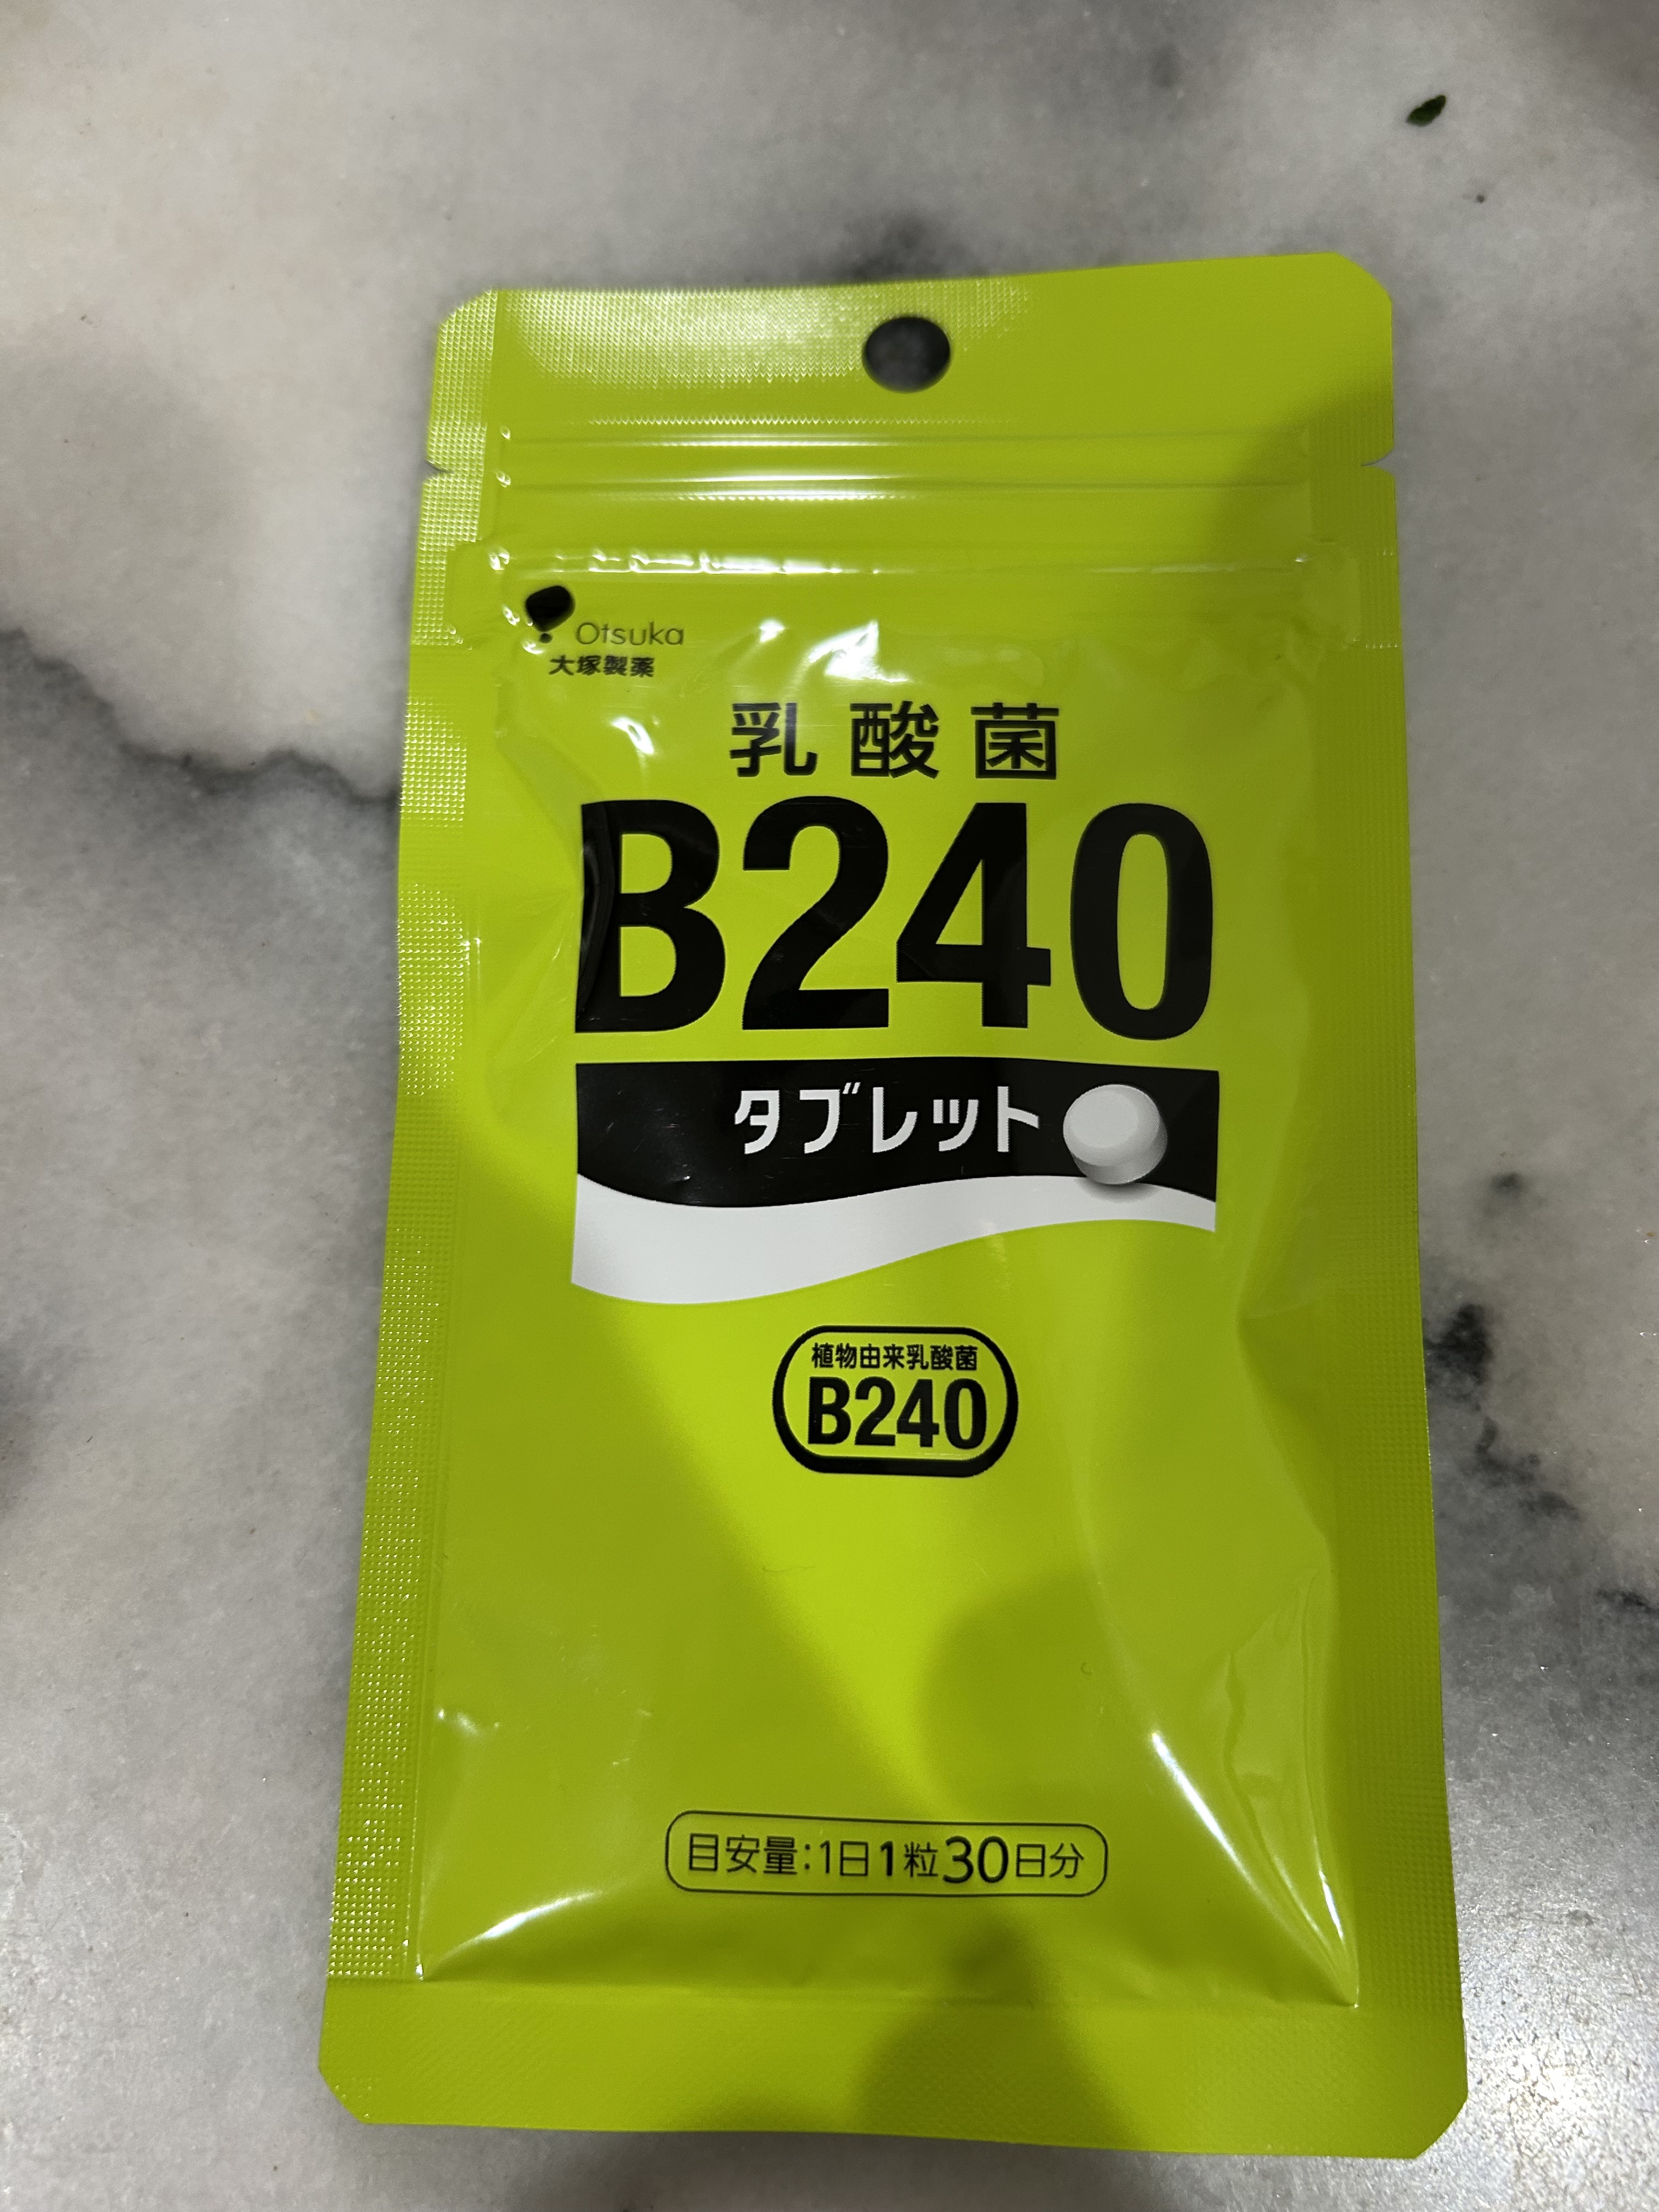 Otsuka
大塚製薬
乳酸菌
B240
タブレット
植物由来乳酸菌
B240
目安量:1日1粒30日分